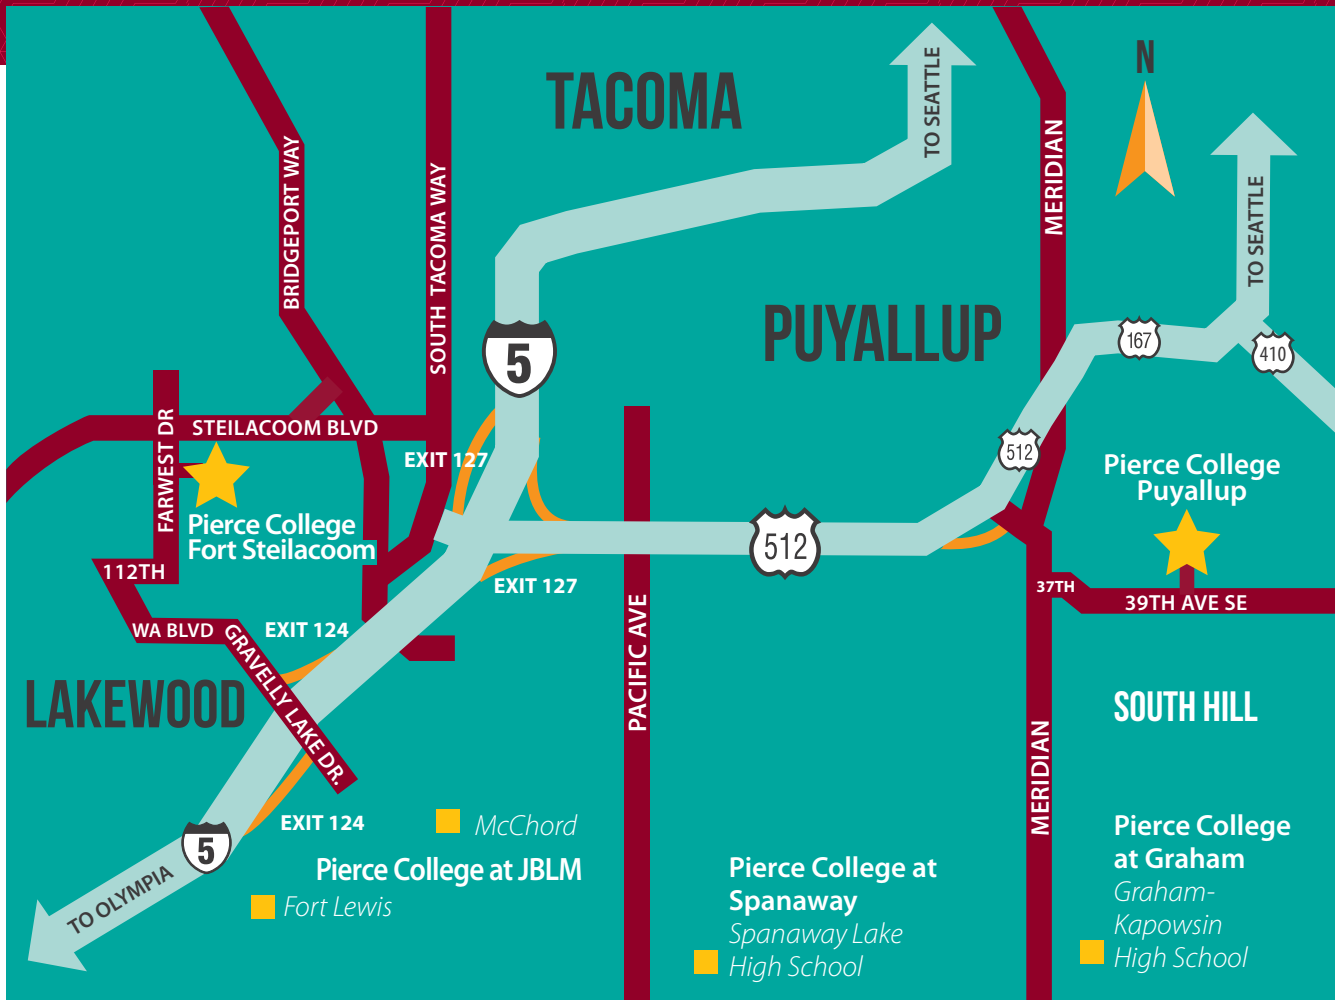 N
TACOMA
TO SEATTLE
MERIDIAN
BRIDGEPORT WAY
SOUTH TACOMA WAY
TO SEATTLE
PUYALLUP
5
167
410
FARWEST DR
STEILACOOM BLVD
EXIT 127
512
Pierce College
Puyallup
Pierce College
Fort Steilacoom
512
112TH
EXIT 127
37TH
39TH AVE SE
WA BLVD
GRAVELLY LAKE DR.
EXIT 124
PACIFIC AVE
LAKEWOOD
SOUTH HILL
MERIDIAN
EXIT 124
5
TO OLYMPIA
McChord
Pierce College at JBLM
Fort Lewis
Pierce College at
Spanaway
Spanaway Lake
High School
Pierce College
at Graham
Graham-
Kapowsin
High School